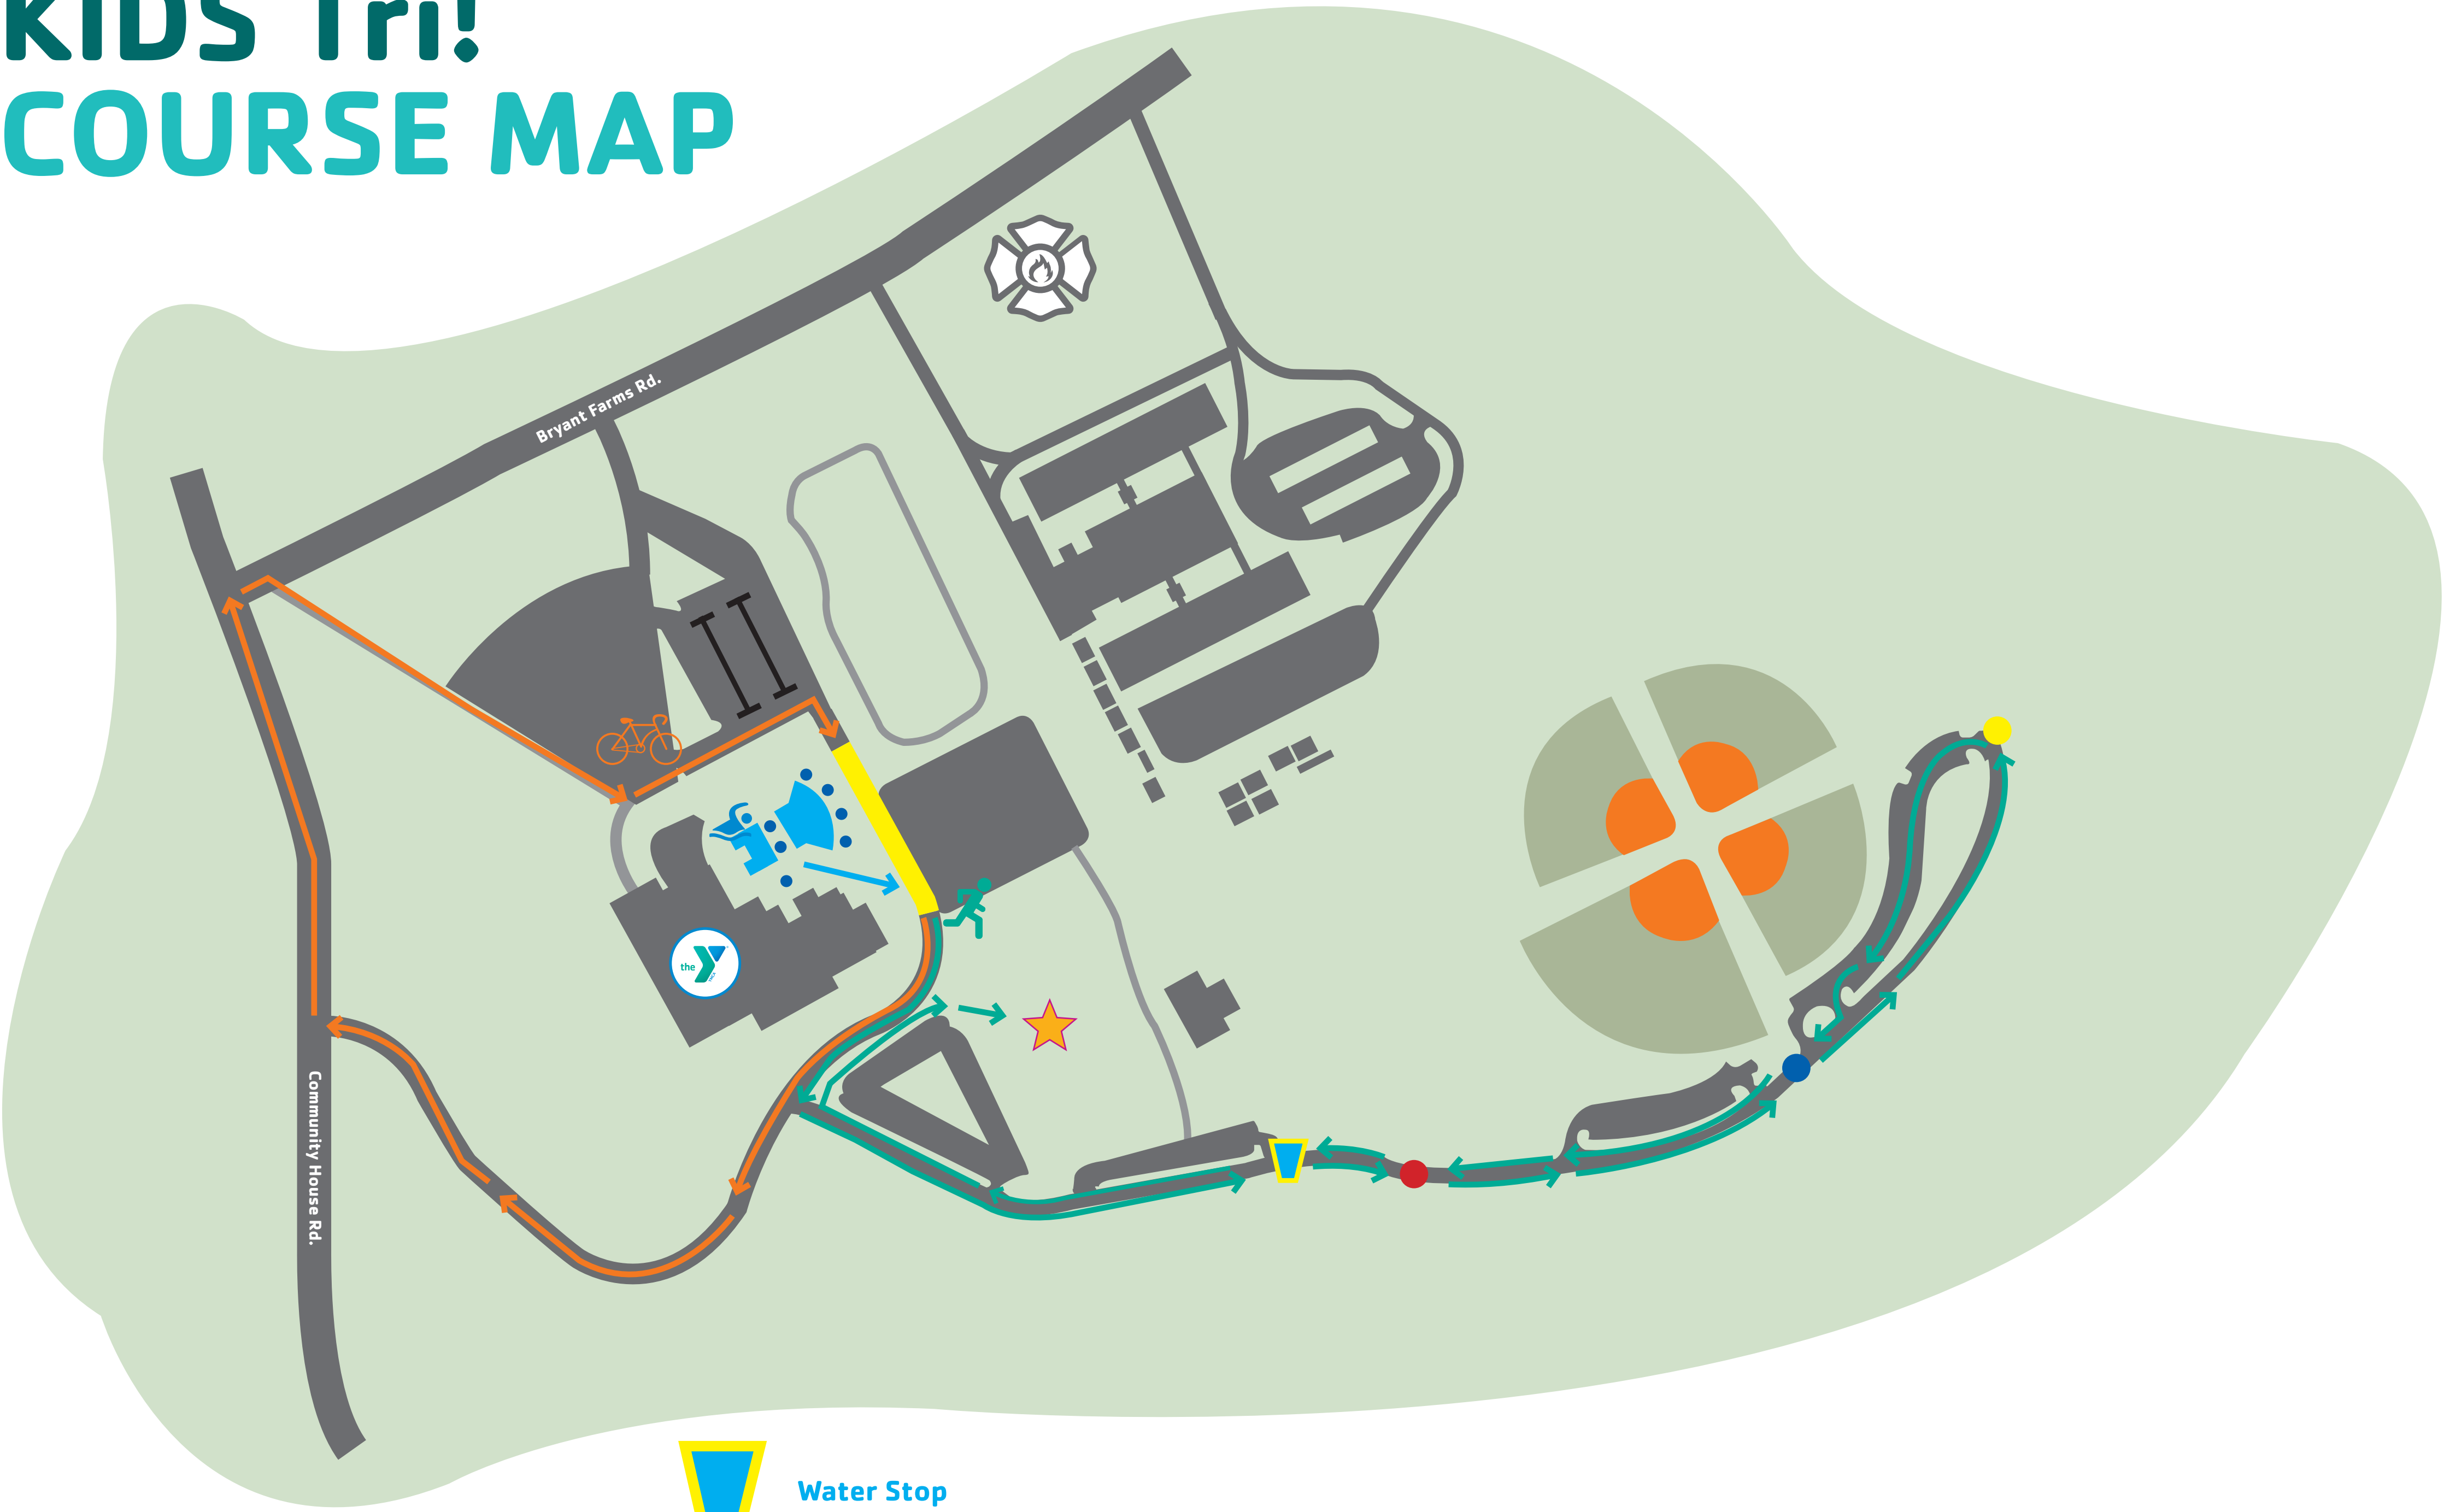 KIDS Tri!
COURSE MAP
Bryant Farms Rd.
the Y
Community House Rd.
Water Stop